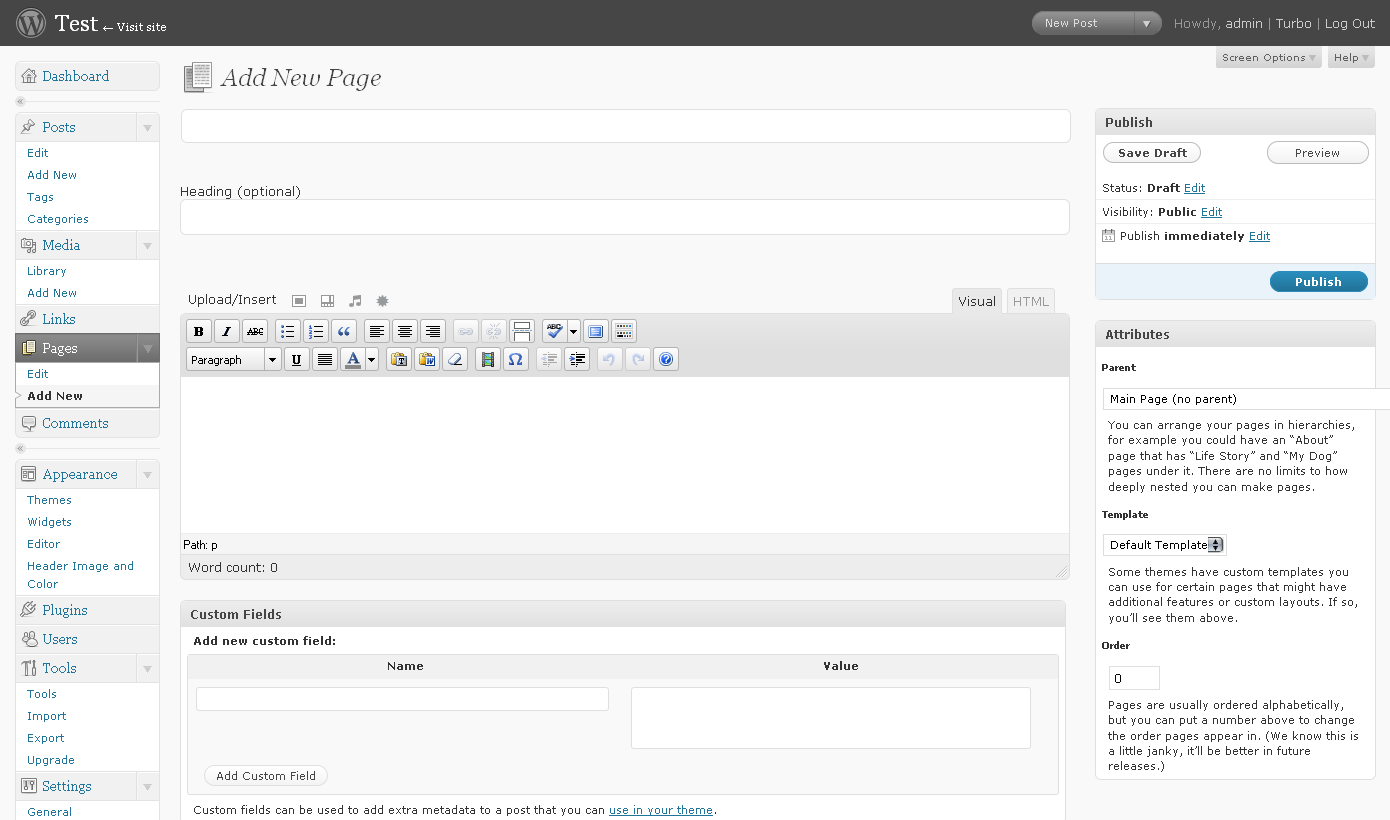 Test ← Visit site
New Post
Howdy, admin | Turbo | Log Out
Screen Options
Help
Dashboard
Posts
Edit
Add New
Tags
Categories
Media
Library
Add New
Links
Pages
Edit
Add New
Comments
Appearance
Themes
Widgets
Editor
Header Image and
Color
Plugins
Users
Tools
Tools
Import
Export
Upgrade
Settings
General
Add New Page
Heading (optional)
Upload/Insert
Visual
HTML
B I ABC
ABC
Paragraph
U
A
T
W
Ω
Path: p
Word count: 0
Custom Fields
Add new custom field:
Name
Value
Add Custom Field
Custom fields can be used to add extra metadata to a post that you can use in your theme.
Publish
Save Draft
Preview
Status: Draft Edit
Visibility: Public Edit
11
Publish immediately Edit
Publish
Attributes
Parent
Main Page (no parent)
You can arrange your pages in hierarchies,
for example you could have an “About”
page that has “Life Story” and “My Dog”
pages under it. There are no limits to how
deeply nested you can make pages.
Template
Default Template
Some themes have custom templates you
can use for certain pages that might have
additional features or custom layouts. If so,
you’ll see them above.
Order
0
Pages are usually ordered alphabetically,
but you can put a number above to change
the order pages appear in. (We know this is
a little janky, it’ll be better in future
releases.)